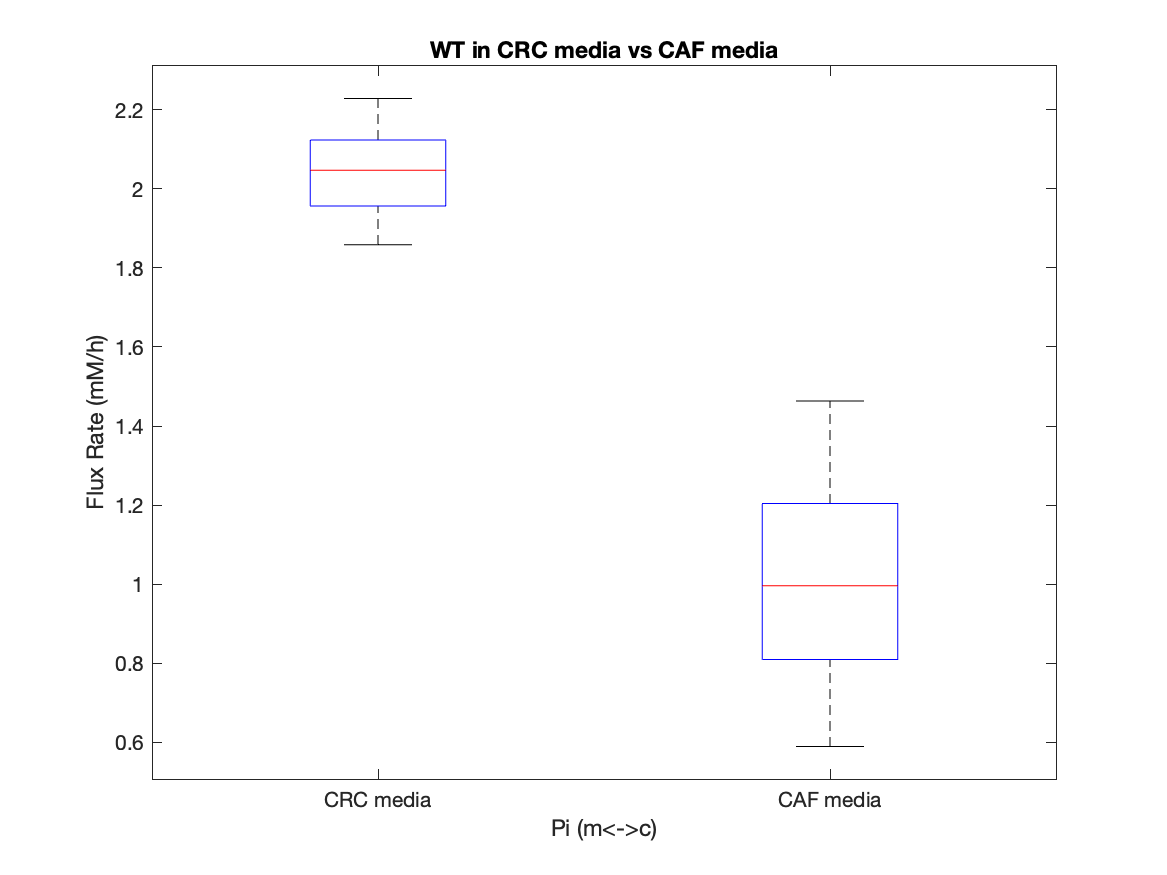 WT in CRC media vs CAF media
Flux Rate (mM/h)
2.2
2
1.8
1.6
1.4
1.2
1
0.8
0.6
CRC media
CAF media
Pi (m<->c)